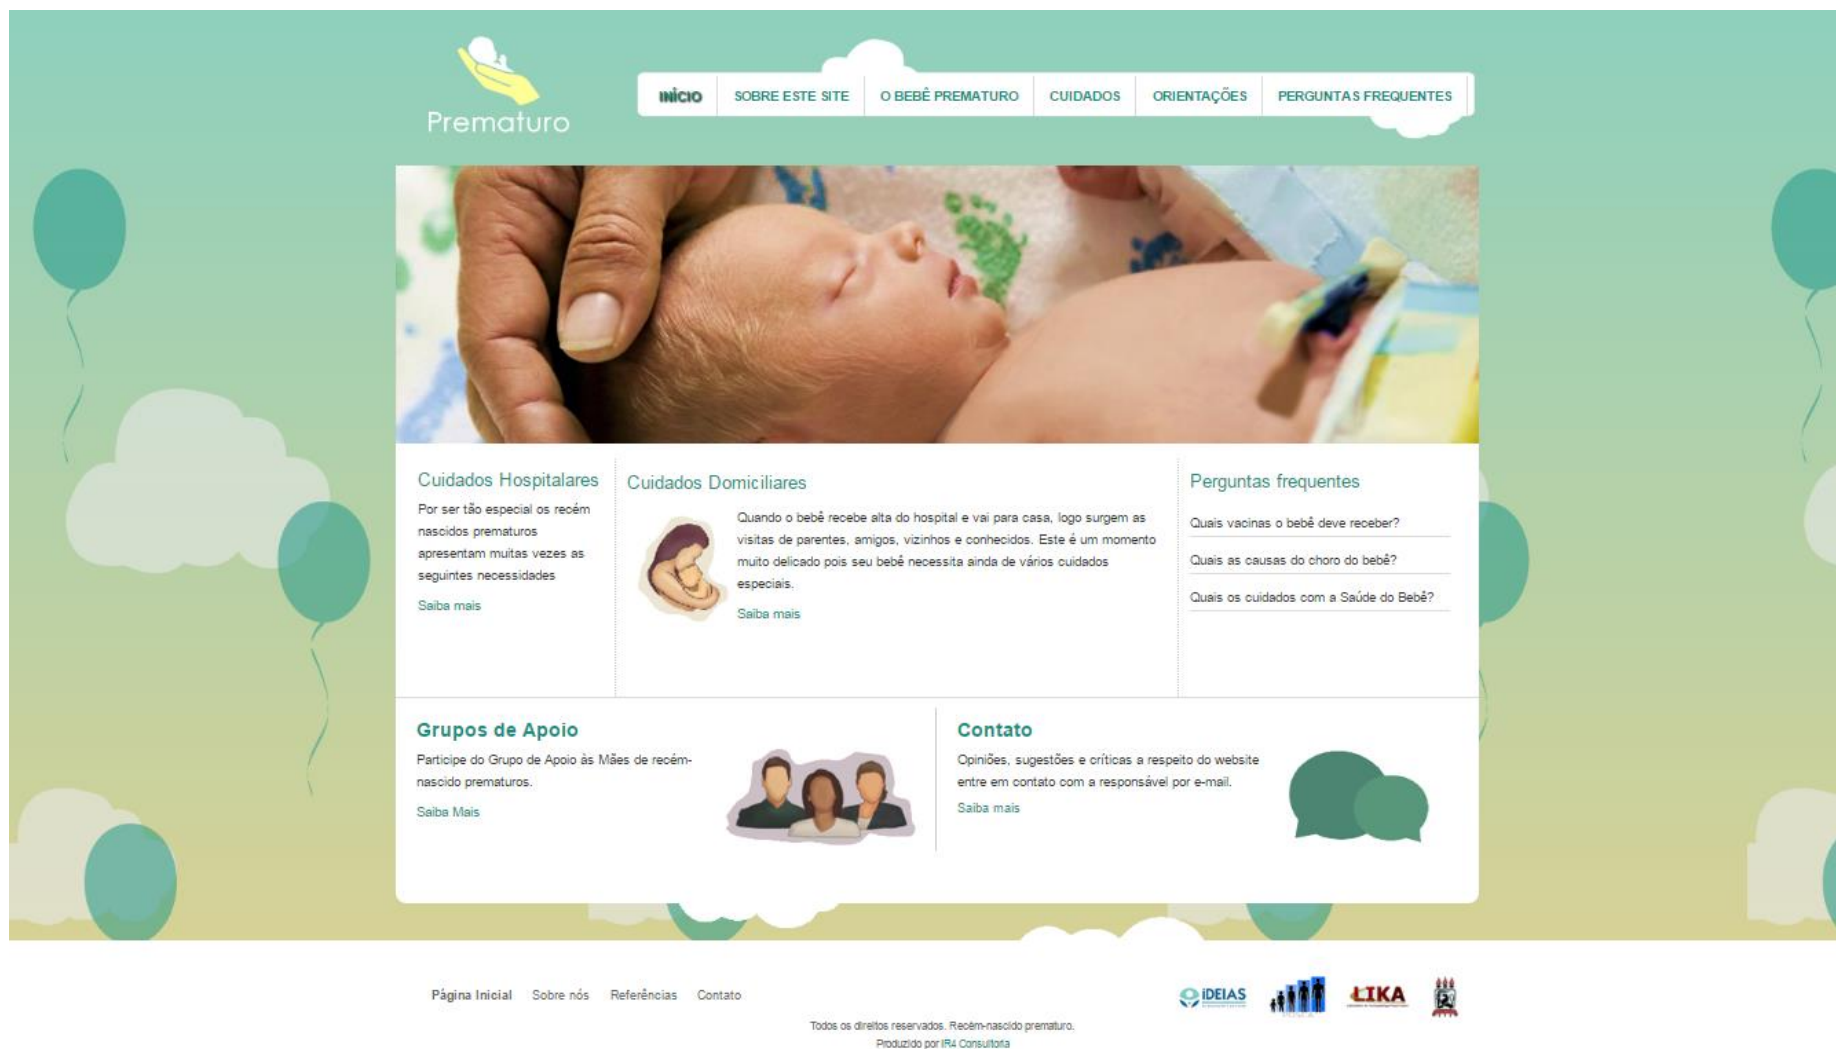 Prematuro
INÍCIO
SOBRE ESTE SITE
O BEBÊ PREMATURO
CUIDADOS
ORIENTAÇÕES
PERGUNTAS FREQUENTES
Cuidados Hospitalares
Por ser tão especial os recém
nascidos prematuros
apresentam muitas vezes as
seguintes necessidades
Saiba mais
Cuidados Domiciliares
Quando o bebê recebe alta do hospital e vai para casa, logo surgem as
visitas de parentes, amigos, vizinhos e conhecidos. Este é um momento
muito delicado pois seu bebê necessita ainda de vários cuidados
especiais.
Saiba mais
Perguntas frequentes
Quais vacinas o bebê deve receber?
Quais as causas do choro do bebê?
Quais os cuidados com a Saúde do Bebê?
Grupos de Apoio
Participe do Grupo de Apoio às Mães de recém-
nascido prematuros.
Saiba Mais
Contato
Opiniões, sugestões e críticas a respeito do website
entre em contato com a responsável por e-mail.
Saiba mais
Página Inicial
Sobre nós
Referências
Contato
iDEIAS
LIKA
Todos os direitos reservados. Recém-nascido prematuro.
Produzido por IR4 Consultoria